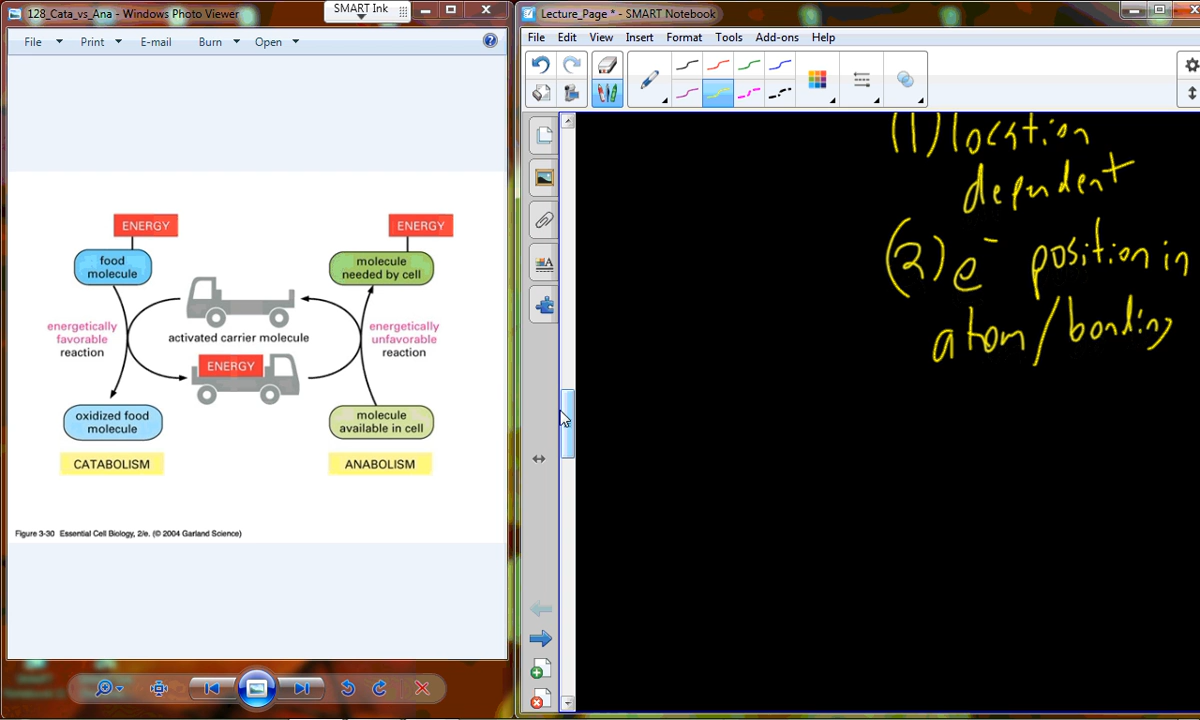 128_Cata_vs_Ana - Windows Photo Viewer
SMART Ink
File Print E-mail Burn Open
ENERGY
ENERGY
food
molecule
molecule
needed by cell
energetically
favorable
reaction
activated carrier molecule
energetically
unfavorable
reaction
ENERGY
oxidized food
molecule
molecule
available in cell
CATABOLISM
ANABOLISM
Figure 3-30 Essential Cell Biology, 2/e. (© 2004 Garland Science)
Lecture_Page * - SMART Notebook
File Edit View Insert Format Tools Add-ons Help
(1) location
dependent
(2) e⁻ position in
atom/bonding